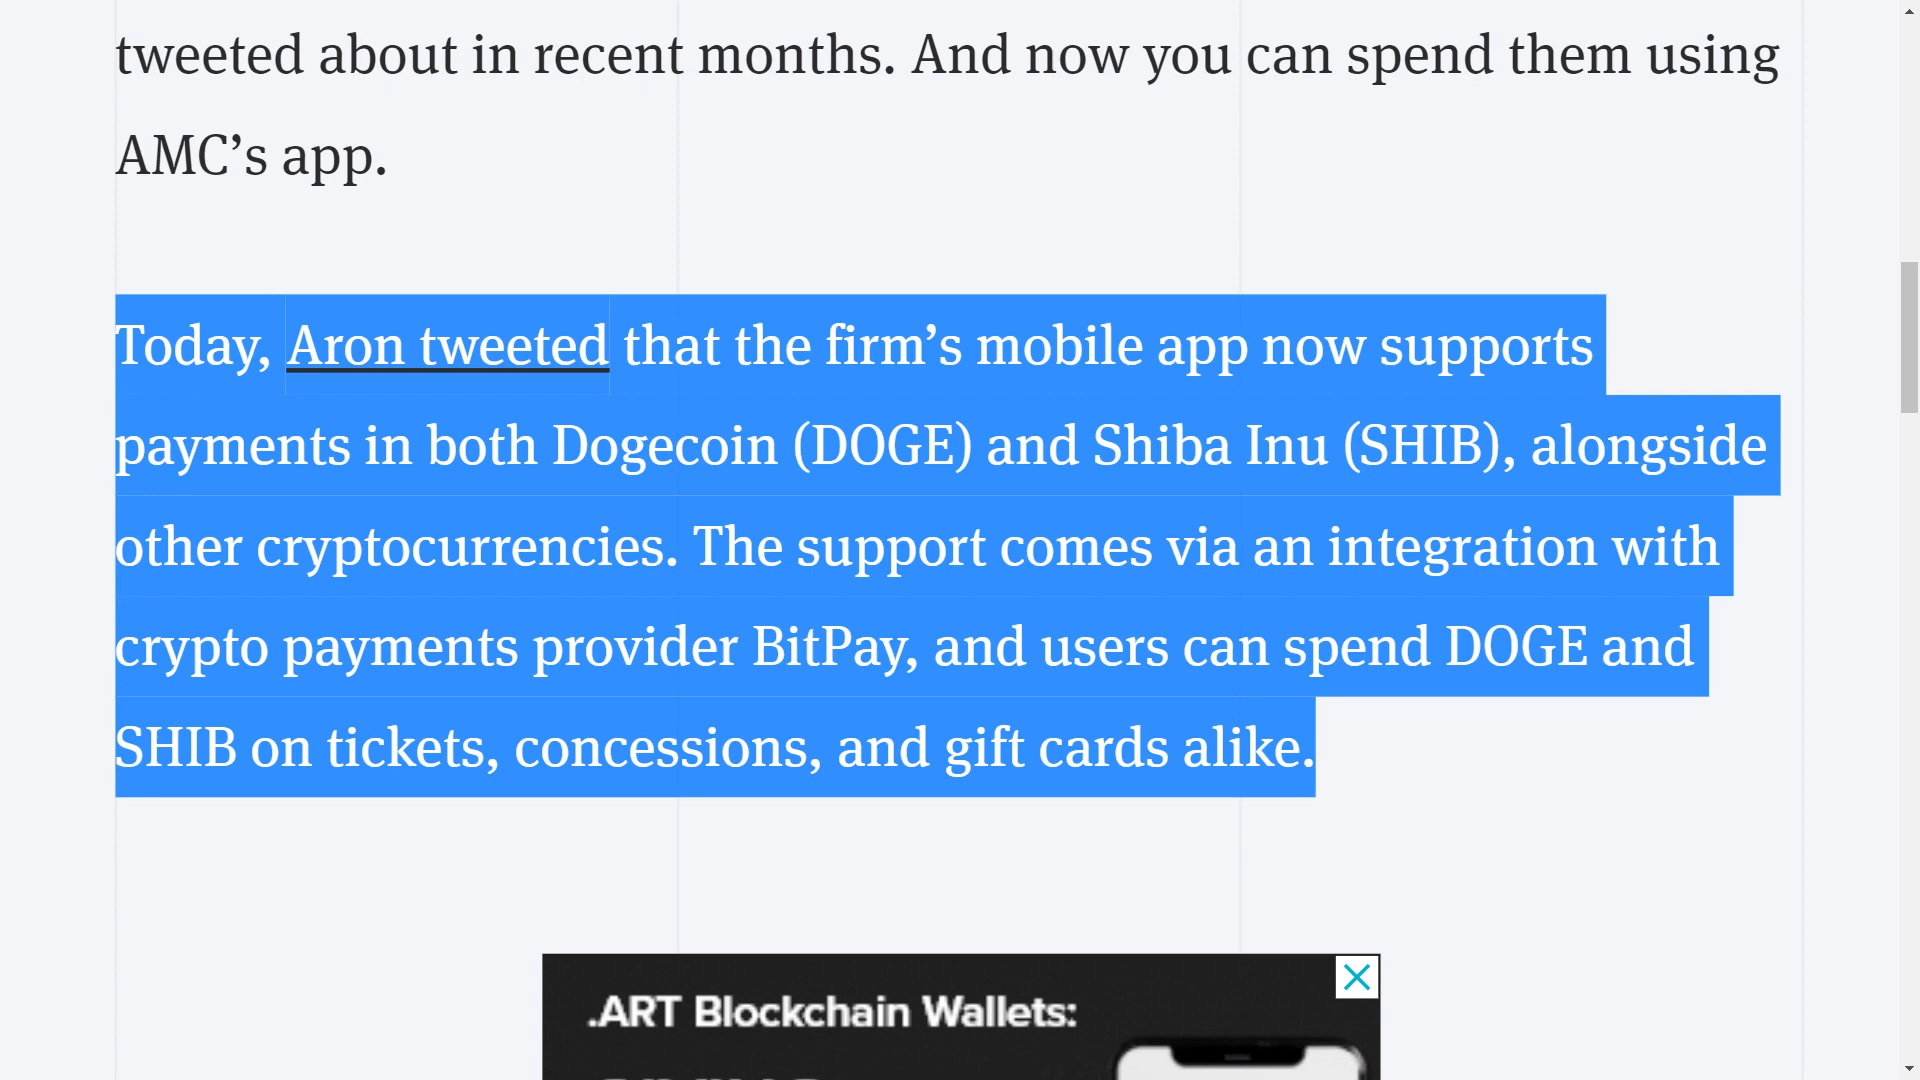 tweeted about in recent months. And now you can spend them using
AMC’s app.
Today, Aron tweeted that the firm’s mobile app now supports
payments in both Dogecoin (DOGE) and Shiba Inu (SHIB), alongside
other cryptocurrencies. The support comes via an integration with
crypto payments provider BitPay, and users can spend DOGE and
SHIB on tickets, concessions, and gift cards alike.
.ART Blockchain Wallets: